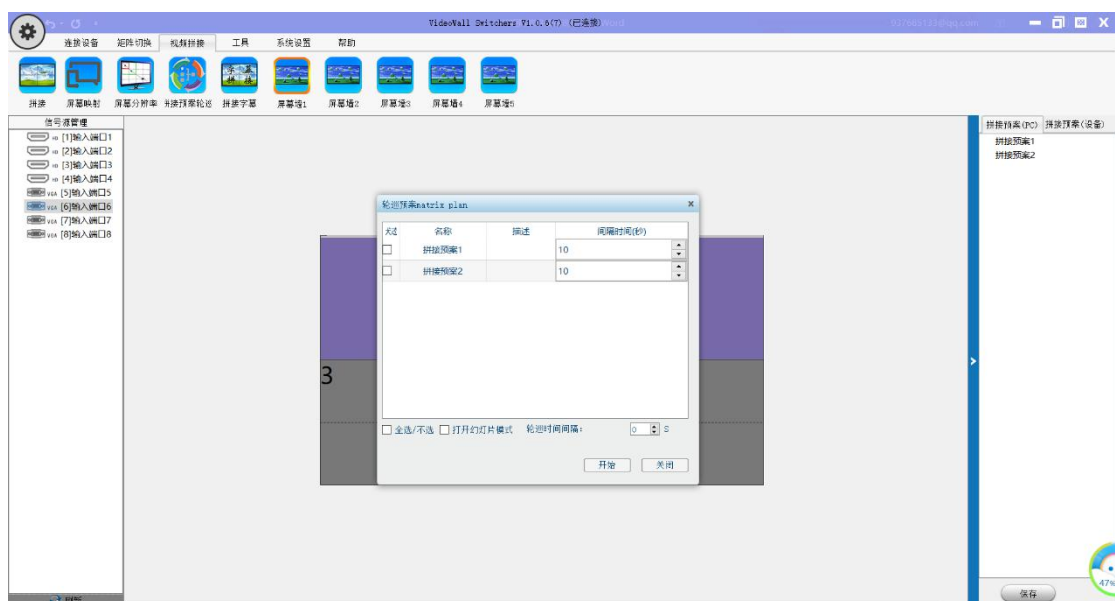 VideoWall Switchers V1.0.6(7) (已连接)
连接设备 矩阵切换 视频拼接 工具 系统设置 帮助
字幕
拼接
拼接 屏幕映射 屏幕分辨率 拼接预案轮巡 拼接字幕 屏幕墙1 屏幕墙2 屏幕墙3 屏幕墙4 屏幕墙5
信号源管理
HD [1]输入端口1
HD [2]输入端口2
HD [3]输入端口3
HD [4]输入端口4
VGA [5]输入端口5
VGA [6]输入端口6
VGA [7]输入端口7
VGA [8]输入端口8
轮巡预案matrix plan
名称 描述 间隔时间(秒)
拼接预案1 10
拼接预案2 10
全选/不选 打开幻灯片模式 轮巡时间间隔: 0 S
开始 关闭
3
拼接预案(PC) 拼接预案(设备)
拼接预案1
拼接预案2
47%
保存